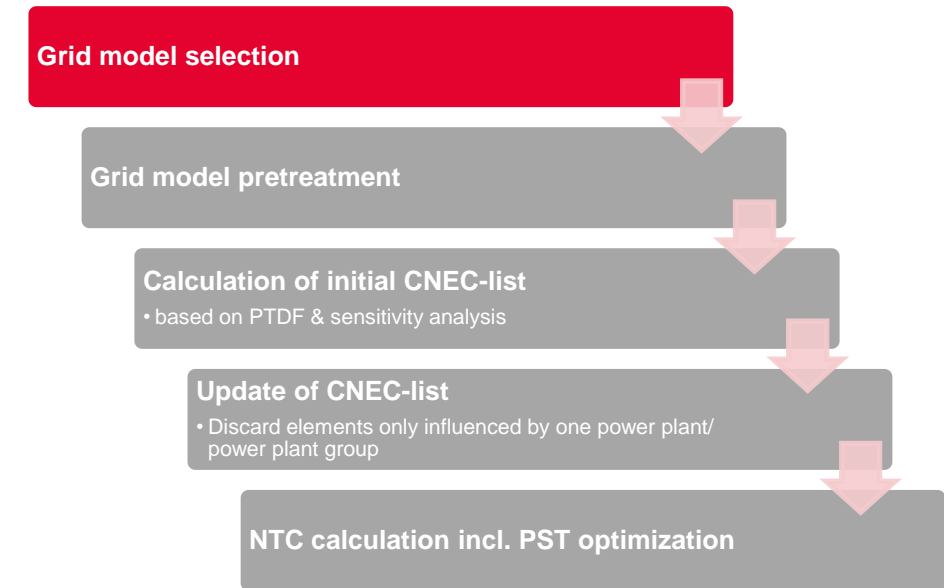 Grid model selection
Grid model pretreatment
Calculation of initial CNEC-list
• based on PTDF & sensitivity analysis
Update of CNEC-list
• Discard elements only influenced by one power plant/
power plant group
NTC calculation incl. PST optimization